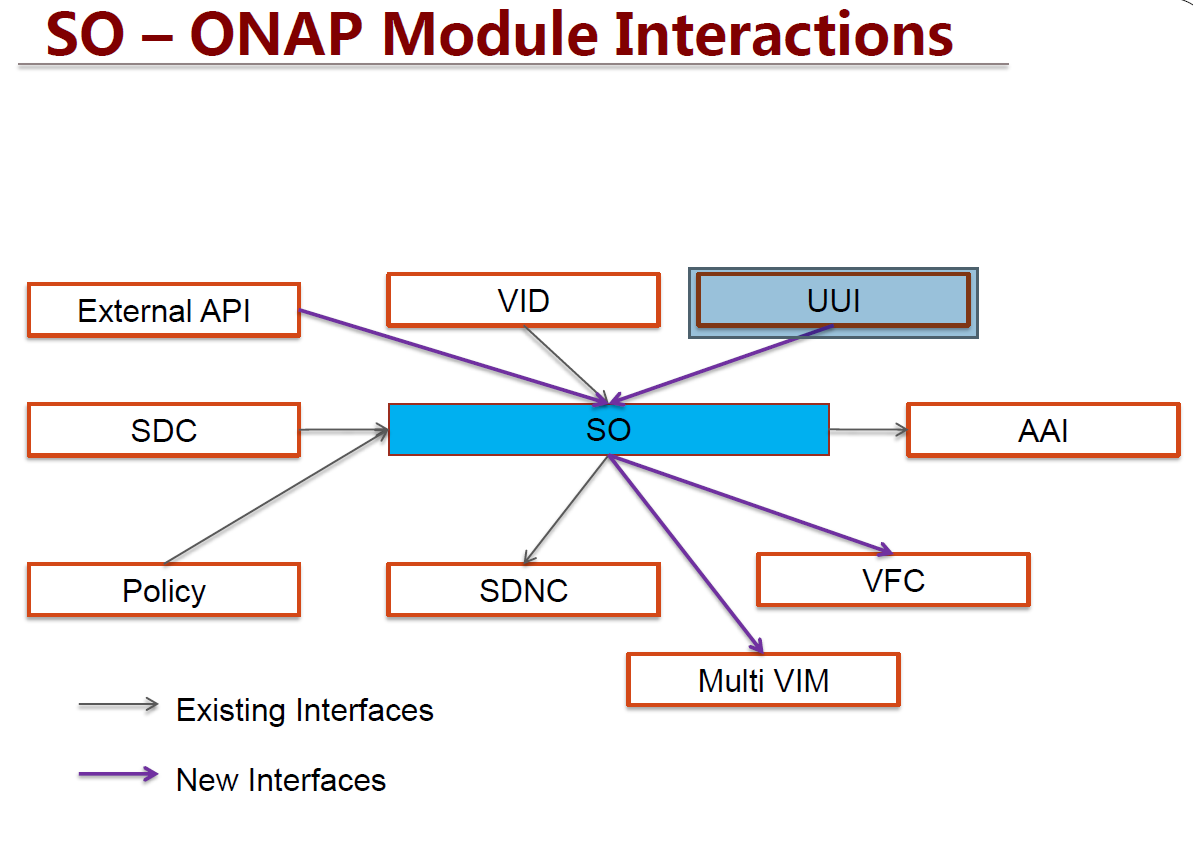 SO – ONAP Module Interactions
External API
VID
UUI
SDC
SO
AAI
Policy
SDNC
VFC
Multi VIM
Existing Interfaces
New Interfaces